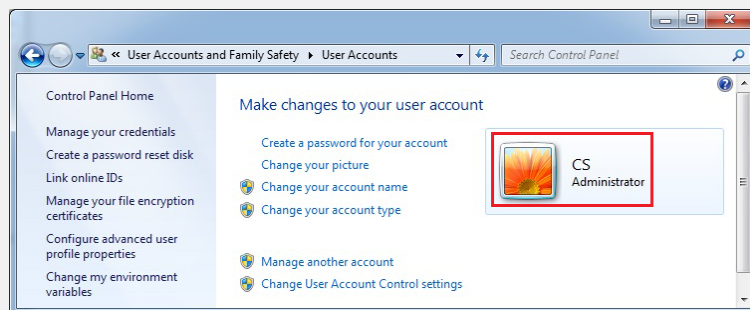 « User Accounts and Family Safety ▸ User Accounts
Search Control Panel
Control Panel Home
Manage your credentials
Create a password reset disk
Link online IDs
Manage your file encryption
certificates
Configure advanced user
profile properties
Change my environment
variables
Make changes to your user account
Create a password for your account
Change your picture
Change your account name
Change your account type
Manage another account
Change User Account Control settings
CS
Administrator